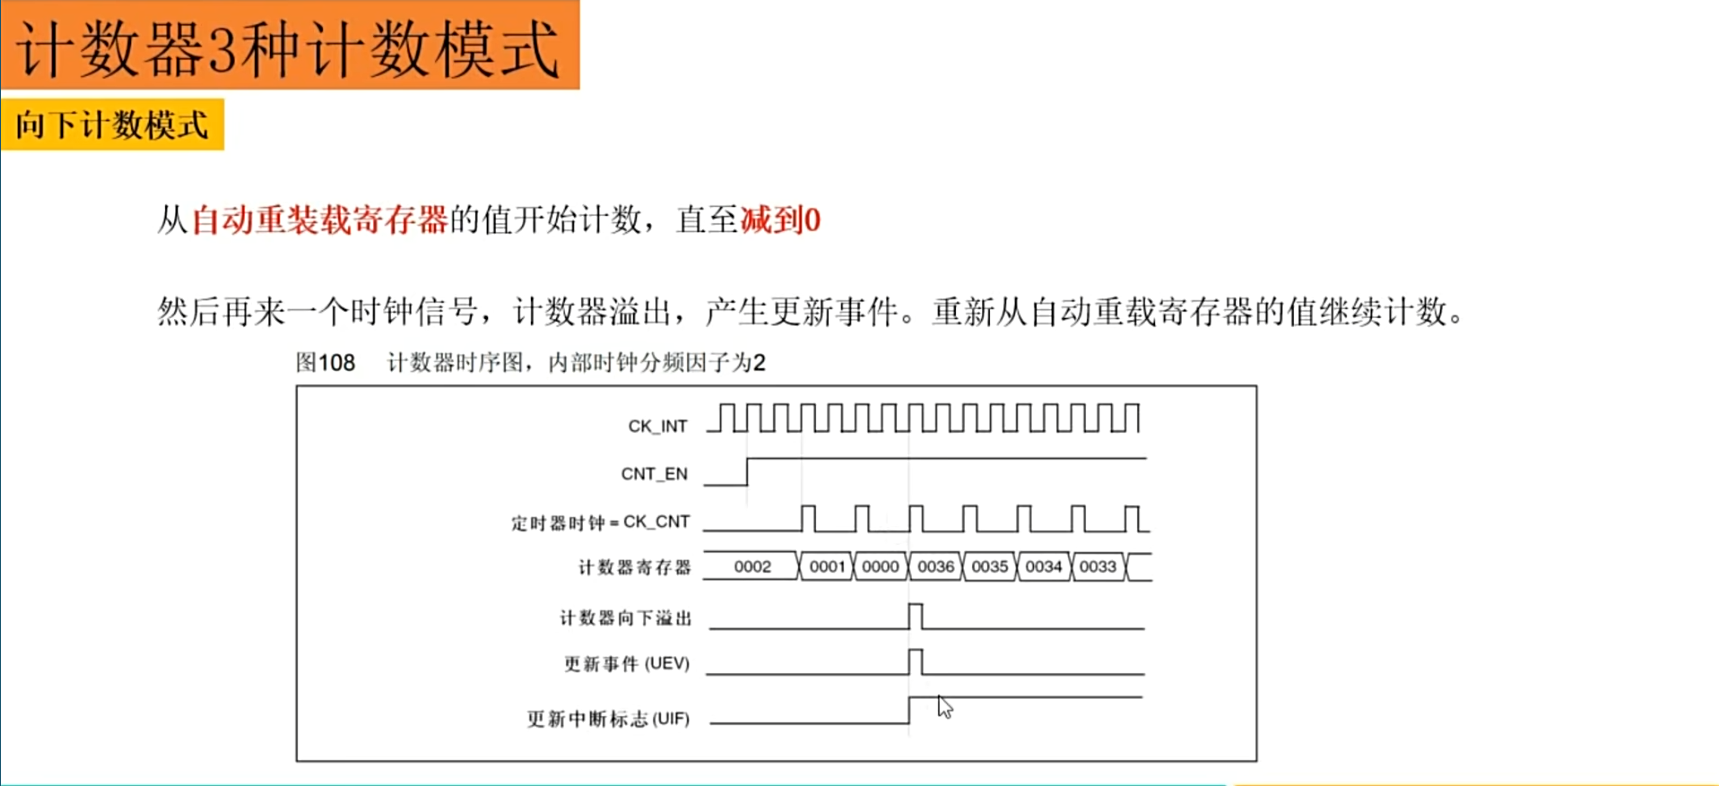 计数器3种计数模式
向下计数模式
从自动重装载寄存器的值开始计数，直至减到0
然后再来一个时钟信号，计数器溢出，产生更新事件。重新从自动重载寄存器的值继续计数。
图108 计数器时序图，内部时钟分频因子为2
CK_INT
CNT_EN
定时器时钟=CK_CNT
计数器寄存器 0002 0001 0000 0036 0035 0034 0033
计数器向下溢出
更新事件(UEV)
更新中断标志(UIF)